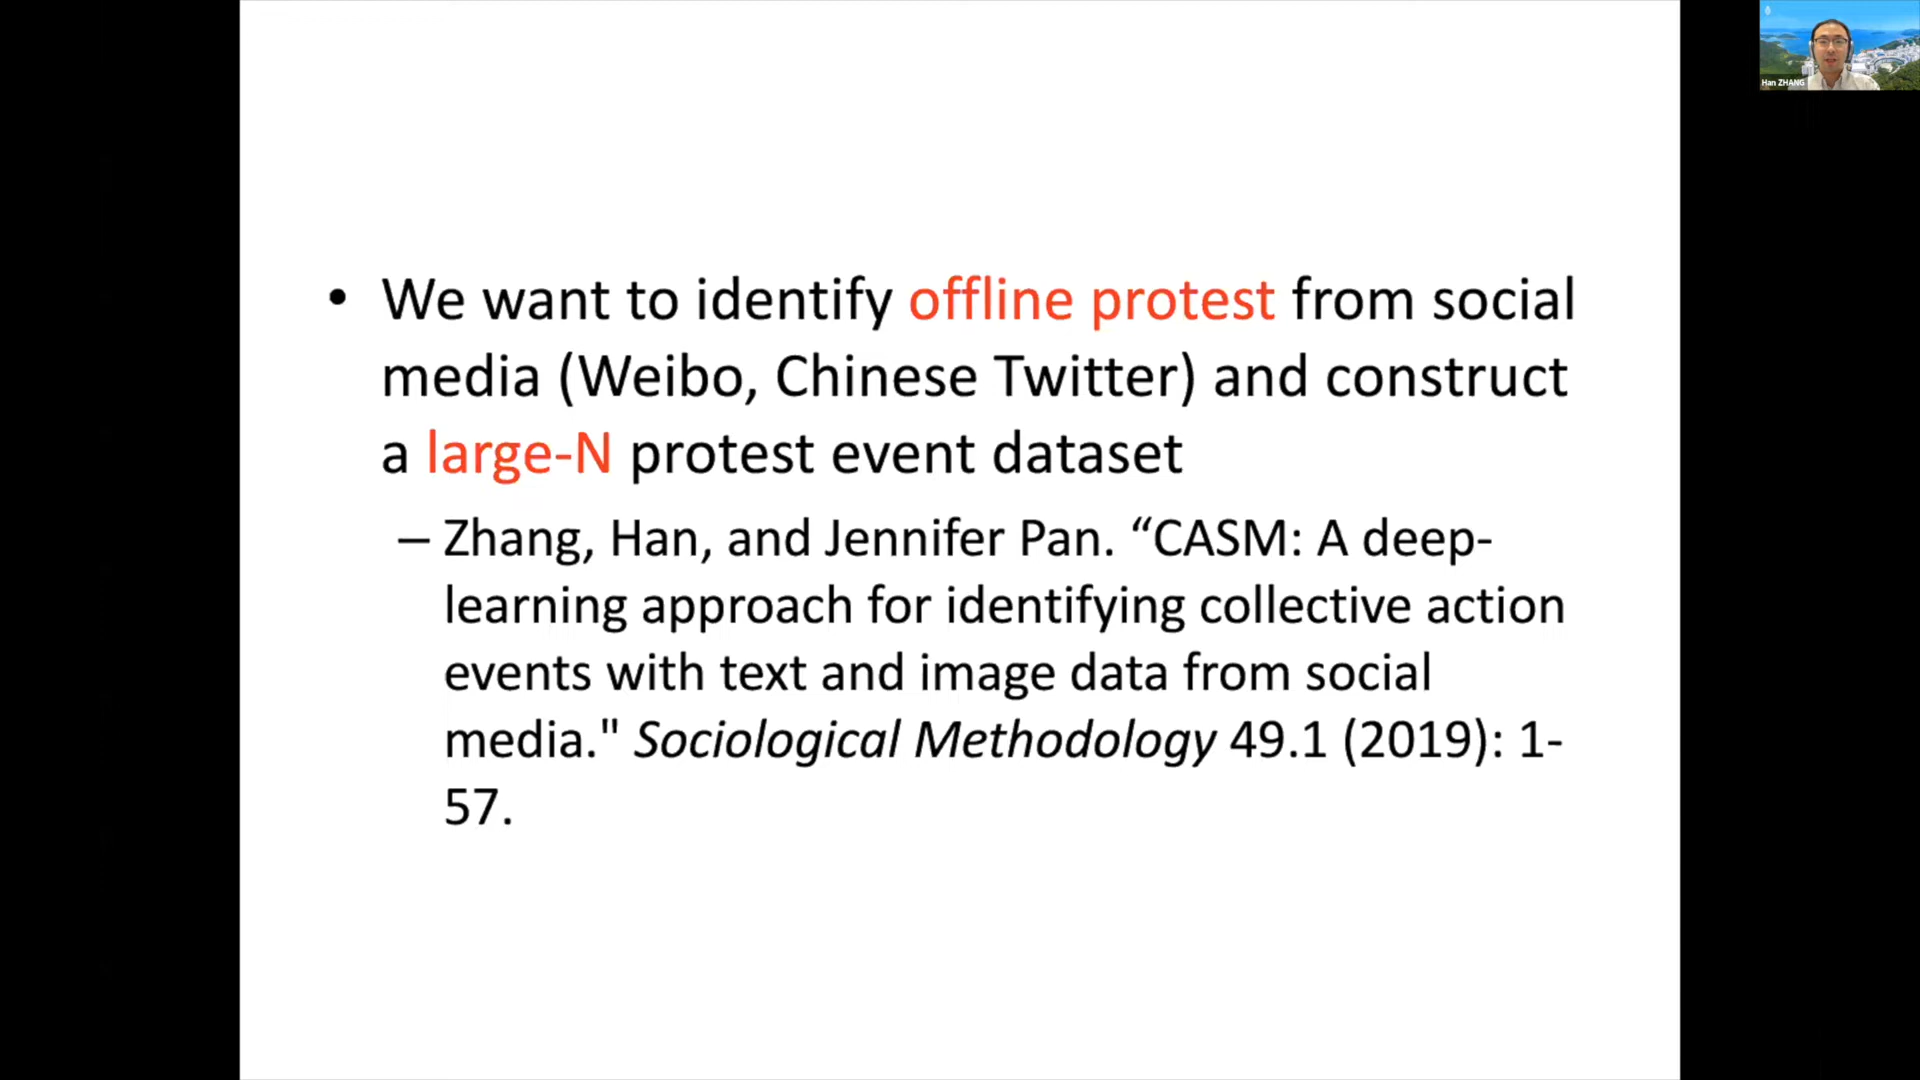 Han ZHANG
• We want to identify offline protest from social
media (Weibo, Chinese Twitter) and construct
a large-N protest event dataset
– Zhang, Han, and Jennifer Pan. “CASM: A deep-
learning approach for identifying collective action
events with text and image data from social
media." Sociological Methodology 49.1 (2019): 1-
57.